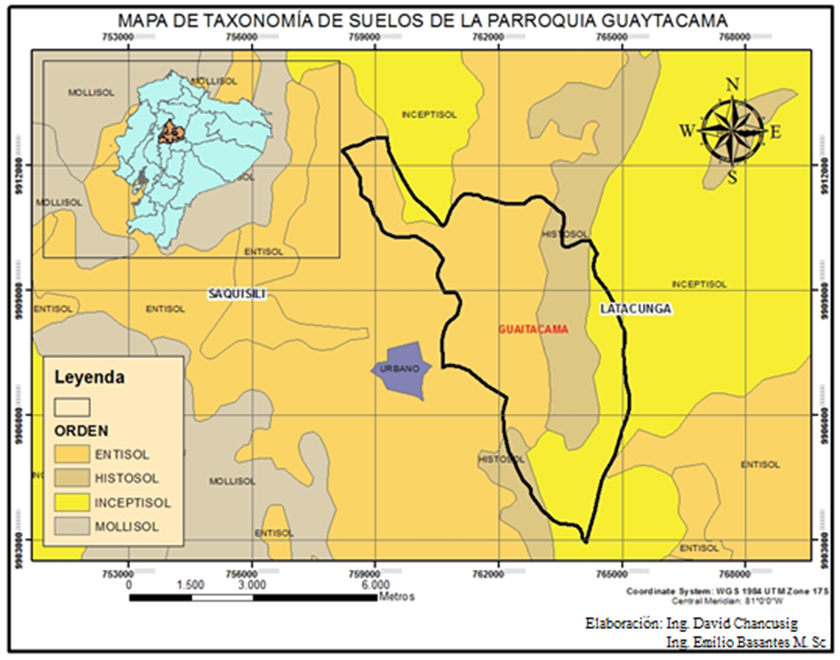 MAPA DE TAXONOMÍA DE SUELOS DE LA PARROQUIA GUAYTACAMA
753000 756000 759000 762000 765000 768000
MOLLISOL
MOLLISOL
INCEPTISOL
N
W E
S
9912000
9912000
MOLLISOL
HISTOSOL
ENTISOL
INCEPTISOL
9909000
SAQUISILI
9909000
ENTISOL
ENTISOL
LATACUNGA
GUAITACAMA
URBANO
Leyenda
ORDEN
ENTISOL
HISTOSOL
INCEPTISOL
MOLLISOL
9906000
9906000
HISTOSOL
ENTISOL
MOLLISOL
ENTISOL
ENTISOL
9903000
9903000
753000 756000 759000 762000 765000 768000
0 1.500 3.000 6.000
Metros
Coordinate System: WGS 1984 UTM Zone 17S
Central Meridian: 81°0'0"W
Elaboración: Ing. David Chancusig
Ing. Emilio Basantes M. Sc